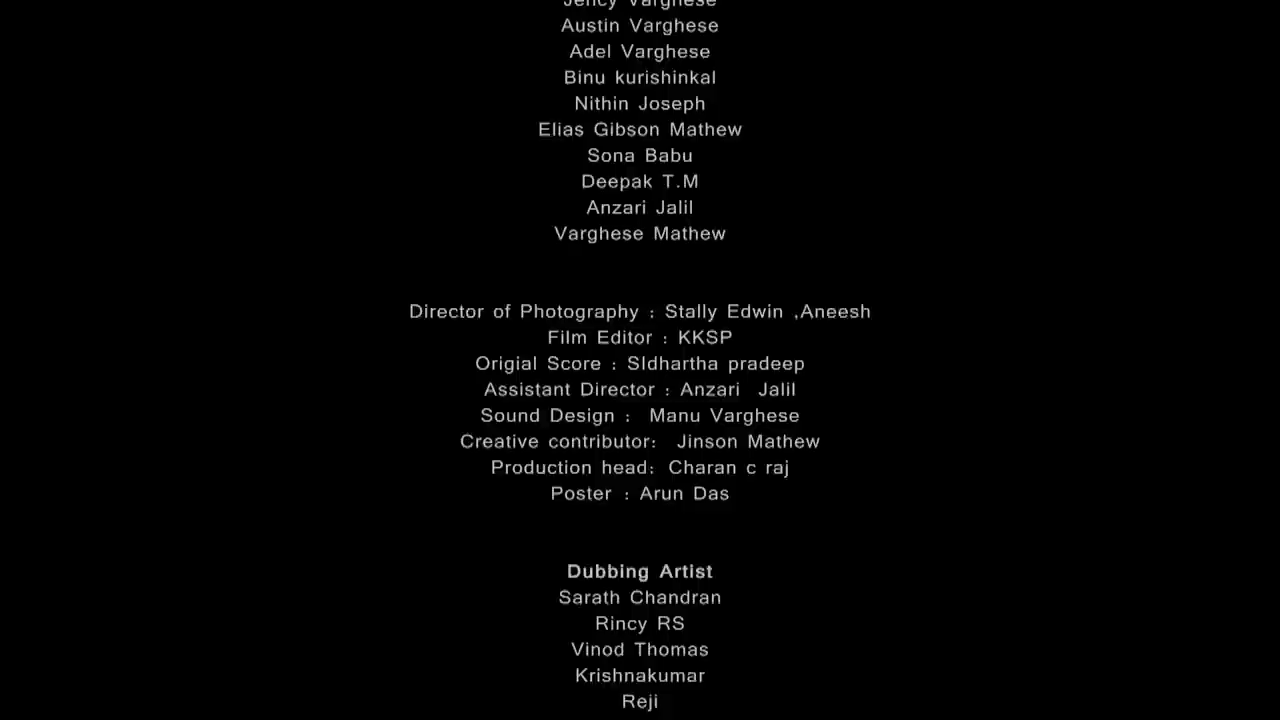 Jency Varghese
Austin Varghese
Adel Varghese
Binu kurishinkal
Nithin Joseph
Elias Gibson Mathew
Sona Babu
Deepak T.M
Anzari Jalil
Varghese Mathew
Director of Photography : Stally Edwin ,Aneesh
Film Editor : KKSP
Origial Score : SIdhartha pradeep
Assistant Director : Anzari  Jalil
Sound Design :  Manu Varghese
Creative contributor:  Jinson Mathew
Production head: Charan c raj
Poster : Arun Das
Dubbing Artist
Sarath Chandran
Rincy RS
Vinod Thomas
Krishnakumar
Reji